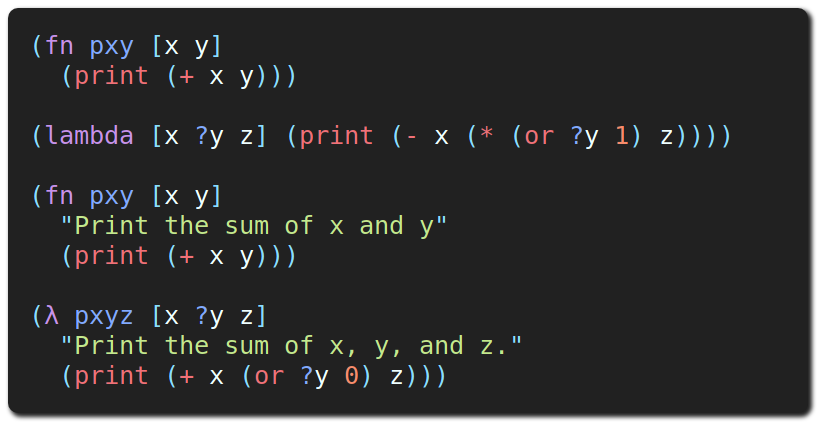 (fn pxy [x y]
(print (+ x y)))
(lambda [x ?y z] (print (- x (* (or ?y 1) z))))
(fn pxy [x y]
"Print the sum of x and y"
(print (+ x y)))
(λ pxyz [x ?y z]
"Print the sum of x, y, and z."
(print (+ x (or ?y 0) z)))